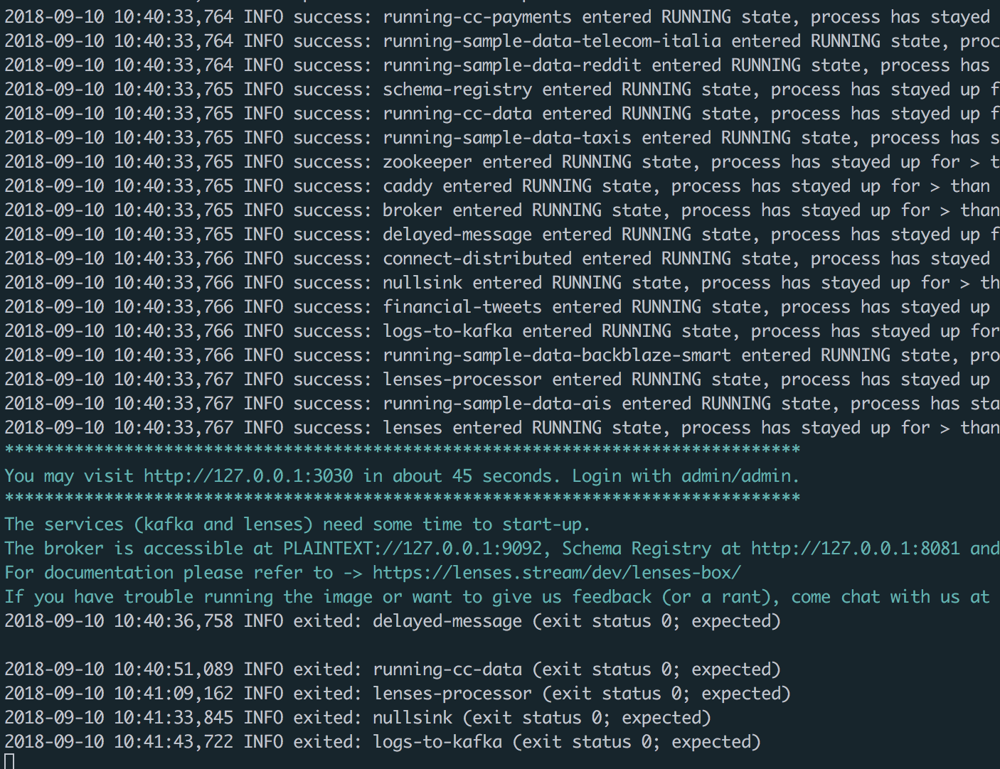 2018-09-10 10:40:33,764 INFO success: running-cc-payments entered RUNNING state, process has stayed
2018-09-10 10:40:33,764 INFO success: running-sample-data-telecom-italia entered RUNNING state, proc
2018-09-10 10:40:33,764 INFO success: running-sample-data-reddit entered RUNNING state, process has
2018-09-10 10:40:33,765 INFO success: schema-registry entered RUNNING state, process has stayed up f
2018-09-10 10:40:33,765 INFO success: running-cc-data entered RUNNING state, process has stayed up f
2018-09-10 10:40:33,765 INFO success: running-sample-data-taxis entered RUNNING state, process has s
2018-09-10 10:40:33,765 INFO success: zookeeper entered RUNNING state, process has stayed up for > t
2018-09-10 10:40:33,765 INFO success: caddy entered RUNNING state, process has stayed up for > than
2018-09-10 10:40:33,765 INFO success: broker entered RUNNING state, process has stayed up for > than
2018-09-10 10:40:33,765 INFO success: delayed-message entered RUNNING state, process has stayed up f
2018-09-10 10:40:33,766 INFO success: connect-distributed entered RUNNING state, process has stayed
2018-09-10 10:40:33,766 INFO success: nullsink entered RUNNING state, process has stayed up for > th
2018-09-10 10:40:33,766 INFO success: financial-tweets entered RUNNING state, process has stayed up
2018-09-10 10:40:33,766 INFO success: logs-to-kafka entered RUNNING state, process has stayed up for
2018-09-10 10:40:33,766 INFO success: running-sample-data-backblaze-smart entered RUNNING state, pro
2018-09-10 10:40:33,767 INFO success: lenses-processor entered RUNNING state, process has stayed up
2018-09-10 10:40:33,767 INFO success: running-sample-data-ais entered RUNNING state, process has sta
2018-09-10 10:40:33,767 INFO success: lenses entered RUNNING state, process has stayed up for > than
********************************************************************************
You may visit http://127.0.0.1:3030 in about 45 seconds. Login with admin/admin.
********************************************************************************
The services (kafka and lenses) need some time to start-up.
The broker is accessible at PLAINTEXT://127.0.0.1:9092, Schema Registry at http://127.0.0.1:8081 and
For documentation please refer to -> https://lenses.stream/dev/lenses-box/
If you have trouble running the image or want to give us feedback (or a rant), come chat with us at
2018-09-10 10:40:36,758 INFO exited: delayed-message (exit status 0; expected)
2018-09-10 10:40:51,089 INFO exited: running-cc-data (exit status 0; expected)
2018-09-10 10:41:09,162 INFO exited: lenses-processor (exit status 0; expected)
2018-09-10 10:41:33,845 INFO exited: nullsink (exit status 0; expected)
2018-09-10 10:41:43,722 INFO exited: logs-to-kafka (exit status 0; expected)